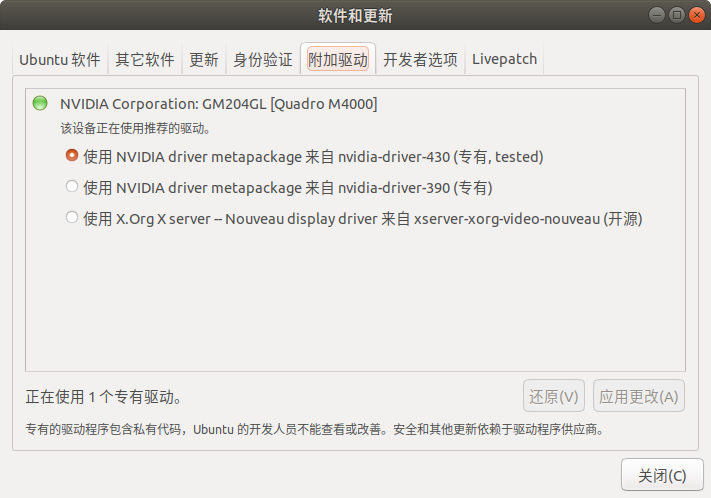 软件和更新
Ubuntu 软件 其它软件 更新 身份验证 附加驱动 开发者选项 Livepatch
NVIDIA Corporation: GM204GL [Quadro M4000]
该设备正在使用推荐的驱动。
使用 NVIDIA driver metapackage 来自 nvidia-driver-430 (专有, tested)
使用 NVIDIA driver metapackage 来自 nvidia-driver-390 (专有)
使用 X.Org X server -- Nouveau display driver 来自 xserver-xorg-video-nouveau (开源)
正在使用 1 个专有驱动。 还原(V) 应用更改(A)
专有的驱动程序包含私有代码，Ubuntu 的开发人员不能查看或改善。安全和其他更新依赖于驱动程序供应商。
关闭(C)